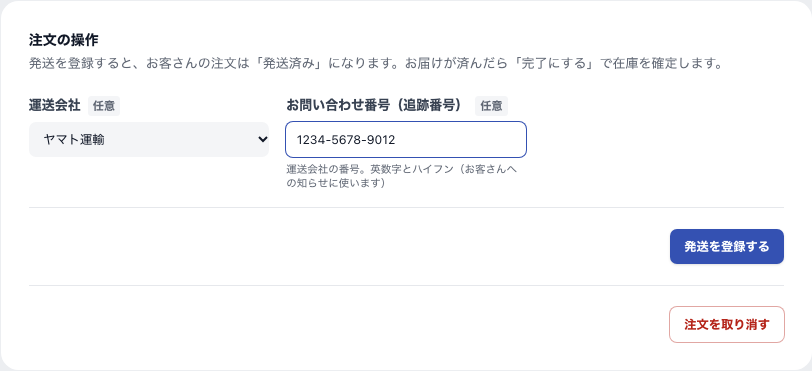 注文の操作
発送を登録すると、お客さんの注文は「発送済み」になります。お届けが済んだら「完了にする」で在庫を確定します。
運送会社 任意
お問い合わせ番号（追跡番号） 任意
ヤマト運輸
1234-5678-9012
運送会社の番号。英数字とハイフン（お客さんへ
の知らせに使います）
発送を登録する
注文を取り消す